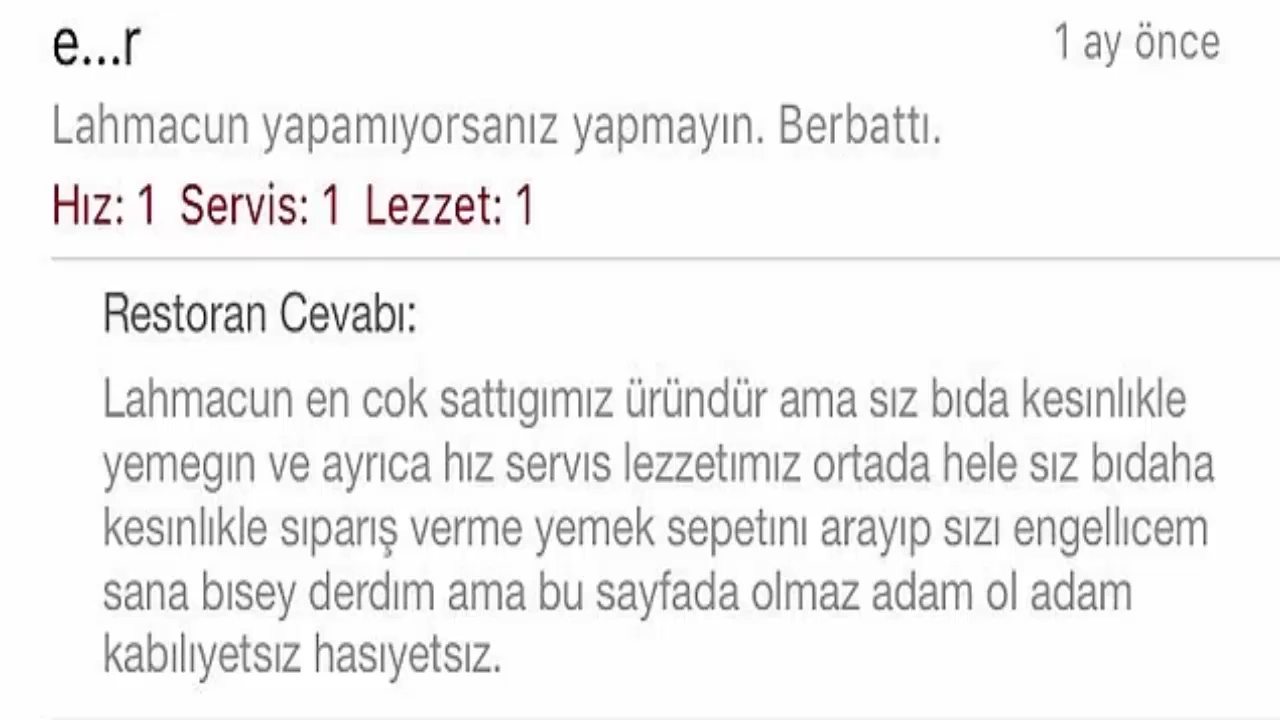 e...r
1 ay önce
Lahmacun yapamıyorsanız yapmayın. Berbattı.
Hız: 1 Servis: 1 Lezzet: 1
Restoran Cevabı:
Lahmacun en cok sattıgımız üründür ama sız bıda kesınlıkle
yemegın ve ayrıca hız servıs lezzetımız ortada hele sız bıdaha
kesınlıkle sıparış verme yemek sepetını arayıp sızı engellıcem
sana bısey derdım ama bu sayfada olmaz adam ol adam
kabılıyetsız hasıyetsız.